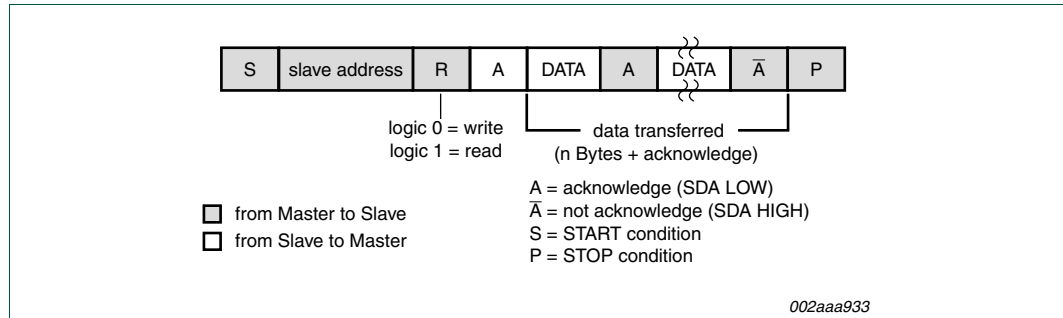 S slave address R A DATA A DATA A̅ P
logic 0 = write
logic 1 = read
data transferred
(n Bytes + acknowledge)
A = acknowledge (SDA LOW)
A̅ = not acknowledge (SDA HIGH)
S = START condition
P = STOP condition
from Master to Slave
from Slave to Master
002aaa933